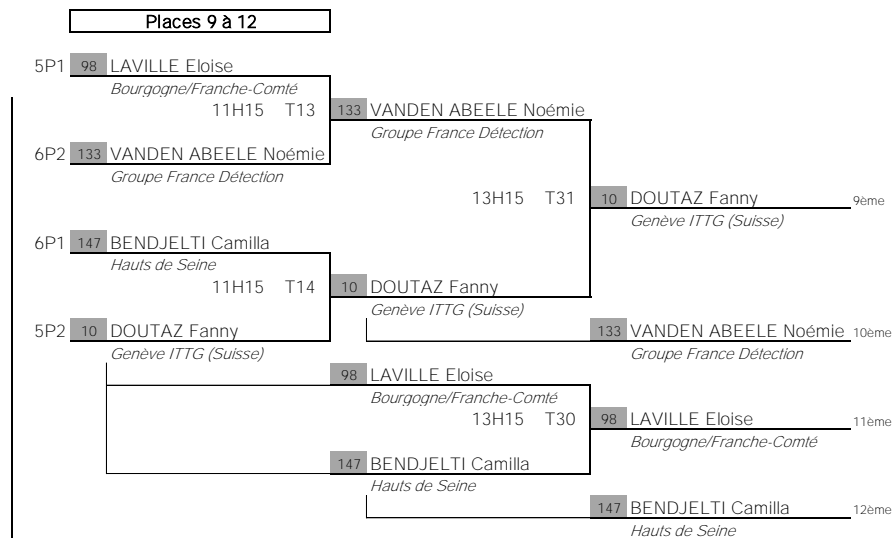 Places 9 à 12
5P1 98 LAVILLE Eloise
Bourgogne/Franche-Comté
11H15 T13 133 VANDEN ABEELE Noémie
Groupe France Détection
6P2 133 VANDEN ABEELE Noémie
Groupe France Détection
13H15 T31 10 DOUTAZ Fanny 9ème
Genève ITTG (Suisse)
6P1 147 BENDJELTI Camilla
Hauts de Seine
11H15 T14 10 DOUTAZ Fanny
Genève ITTG (Suisse)
5P2 10 DOUTAZ Fanny 133 VANDEN ABEELE Noémie 10ème
Genève ITTG (Suisse) Groupe France Détection
98 LAVILLE Eloise
Bourgogne/Franche-Comté
13H15 T30 98 LAVILLE Eloise 11ème
Bourgogne/Franche-Comté
147 BENDJELTI Camilla
Hauts de Seine
147 BENDJELTI Camilla 12ème
Hauts de Seine